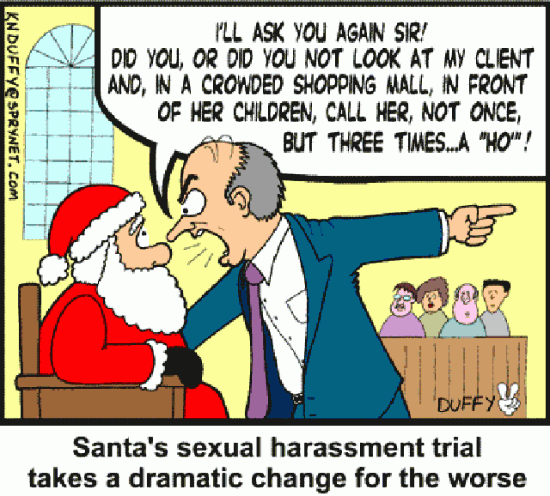 KNDUFFY@SPRYNET.COM
I'LL ASK YOU AGAIN SIR!
DID YOU, OR DID YOU NOT LOOK AT MY CLIENT
AND, IN A CROWDED SHOPPING MALL, IN FRONT
OF HER CHILDREN, CALL HER, NOT ONCE,
BUT THREE TIMES...A "HO"'!
DUFFY
Santa's sexual harassment trial
takes a dramatic change for the worse